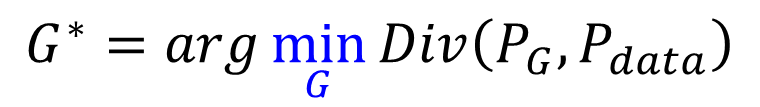 G* = arg min Div(P_G, P_data)
G